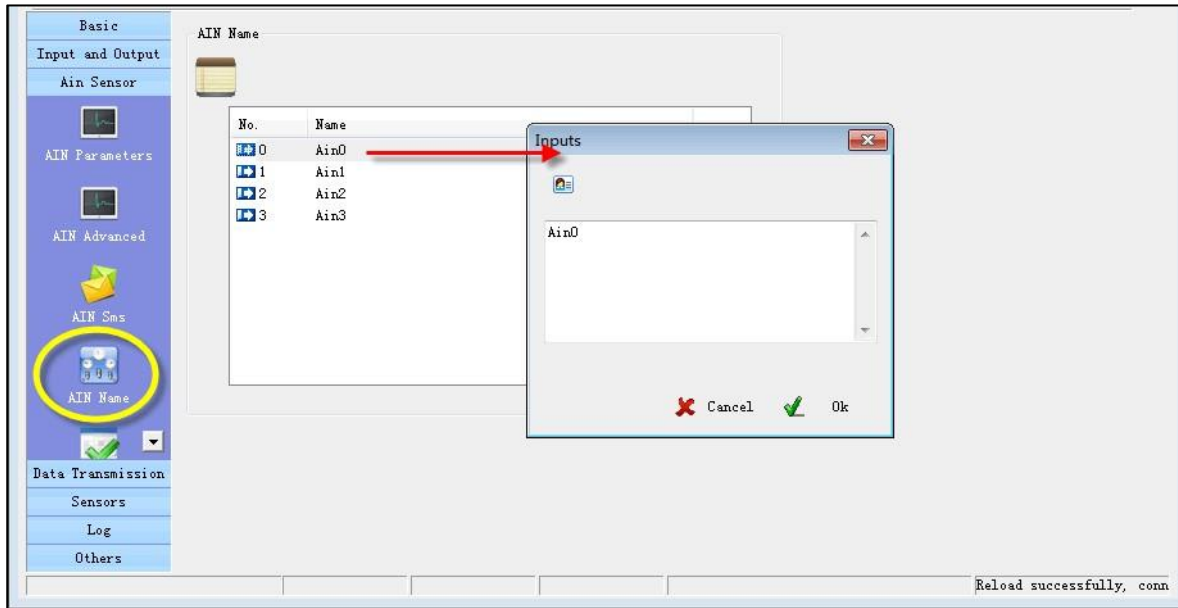 Basic
Input and Output
Ain Sensor
AIN Parameters
AIN Advanced
AIN Sms
AIN Name
Data Transmission
Sensors
Log
Others
AIN Name
No. Name
0 Ain0
1 Ain1
2 Ain2
3 Ain3
Inputs
Ain0
Cancel Ok
Reload successfully, conn